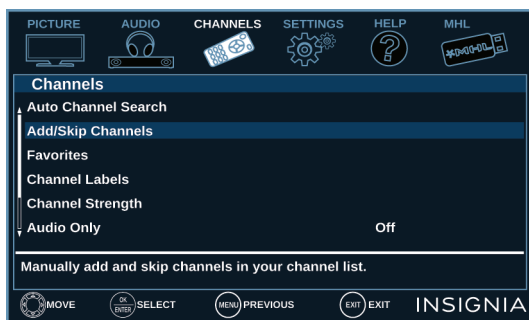 PICTURE AUDIO CHANNELS SETTINGS HELP MHL
MHL
Channels
Auto Channel Search
Add/Skip Channels
Favorites
Channel Labels
Channel Strength
Audio Only Off
Manually add and skip channels in your channel list.
MOVE OK ENTER SELECT MENU PREVIOUS EXIT EXIT INSIGNIA